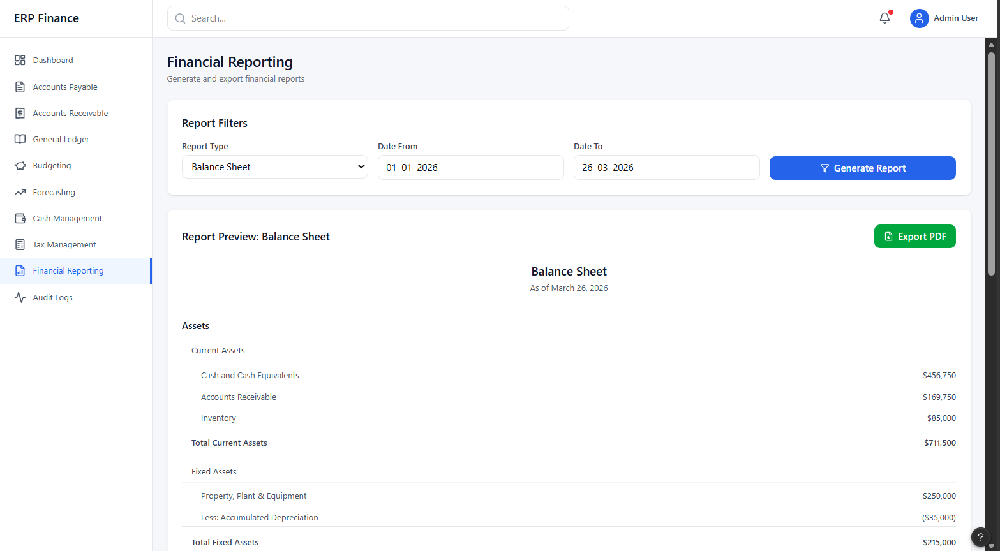 ERP Finance
Search...
Admin User
Dashboard
Accounts Payable
Accounts Receivable
General Ledger
Budgeting
Forecasting
Cash Management
Tax Management
Financial Reporting
Audit Logs
Financial Reporting
Generate and export financial reports
Report Filters
Report Type Date From Date To
Balance Sheet 01-01-2026 26-03-2026 Generate Report
Report Preview: Balance Sheet Export PDF
Balance Sheet
As of March 26, 2026
Assets
Current Assets
Cash and Cash Equivalents $456,750
Accounts Receivable $169,750
Inventory $85,000
Total Current Assets $711,500
Fixed Assets
Property, Plant & Equipment $250,000
Less: Accumulated Depreciation ($35,000)
Total Fixed Assets $215,000
?